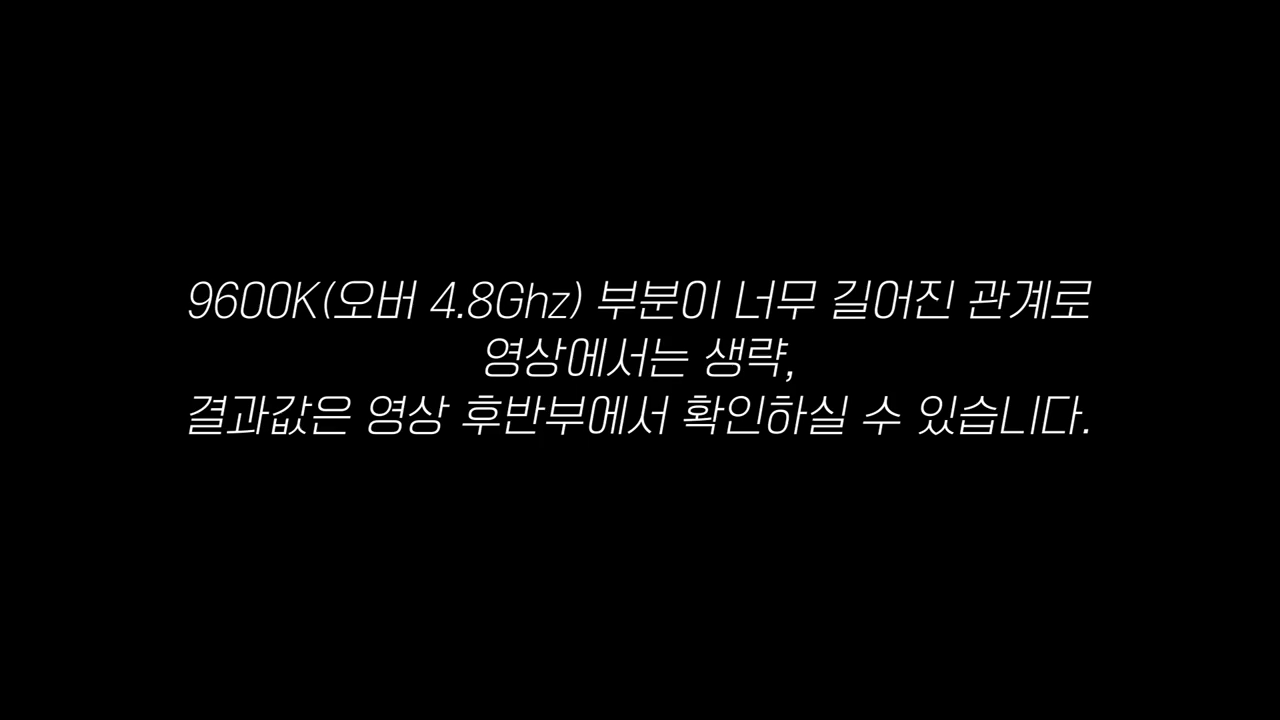 9600K(오버 4.8Ghz) 부분이 너무 길어진 관계로
영상에서는 생략,
결과값은 영상 후반부에서 확인하실 수 있습니다.